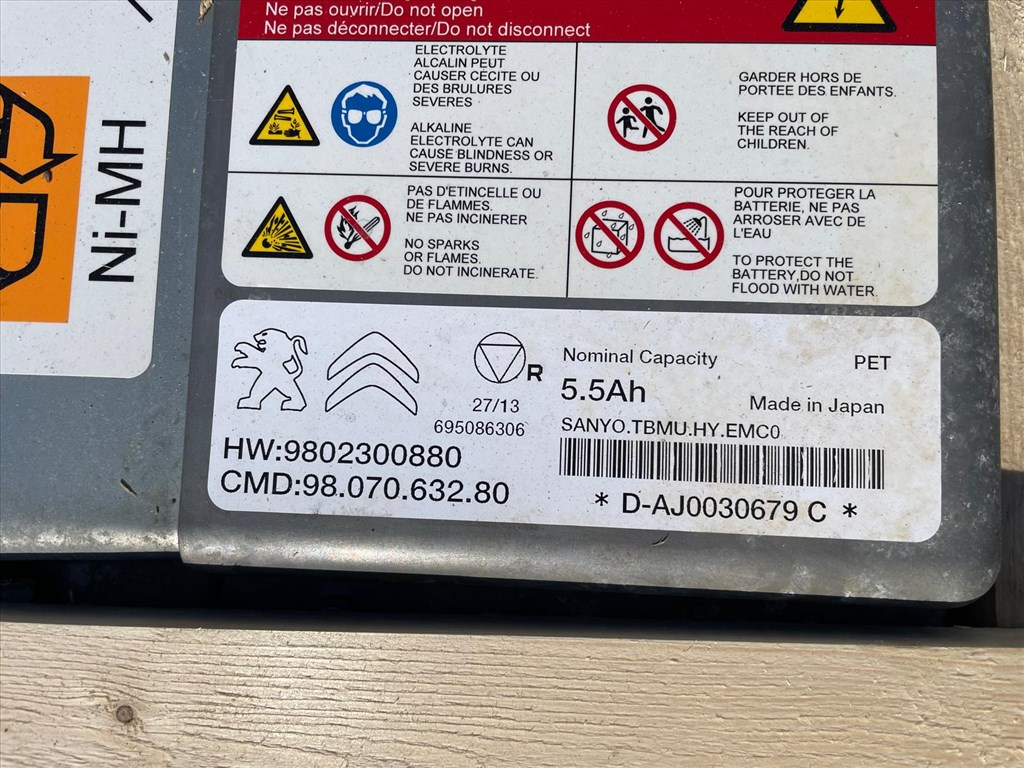 Ne pas ouvrir/Do not open
Ne pas déconnecter/Do not disconnect
ELECTROLYTE
ALCALIN PEUT
CAUSER CÉCITÉ OU
DES BRULURES
SEVERES
ALKALINE
ELECTROLYTE CAN
CAUSE BLINDNESS OR
SEVERE BURNS.
GARDER HORS DE
PORTEE DES ENFANTS.
KEEP OUT OF
THE REACH OF
CHILDREN.
PAS D'ETINCELLE OU
DE FLAMMES.
NE PAS INCINERER
NO SPARKS
OR FLAMES.
DO NOT INCINERATE.
POUR PROTEGER LA
BATTERIE, NE PAS
ARROSER AVEC DE
L'EAU
TO PROTECT THE
BATTERY,DO NOT
FLOOD WITH WATER.
Ni-MH
R
27/13
695086306
HW:9802300880
CMD:98.070.632.80
Nominal Capacity
5.5Ah
PET
Made in Japan
SANYO.TBMU.HY.EMC0
* D-AJ0030679 C *